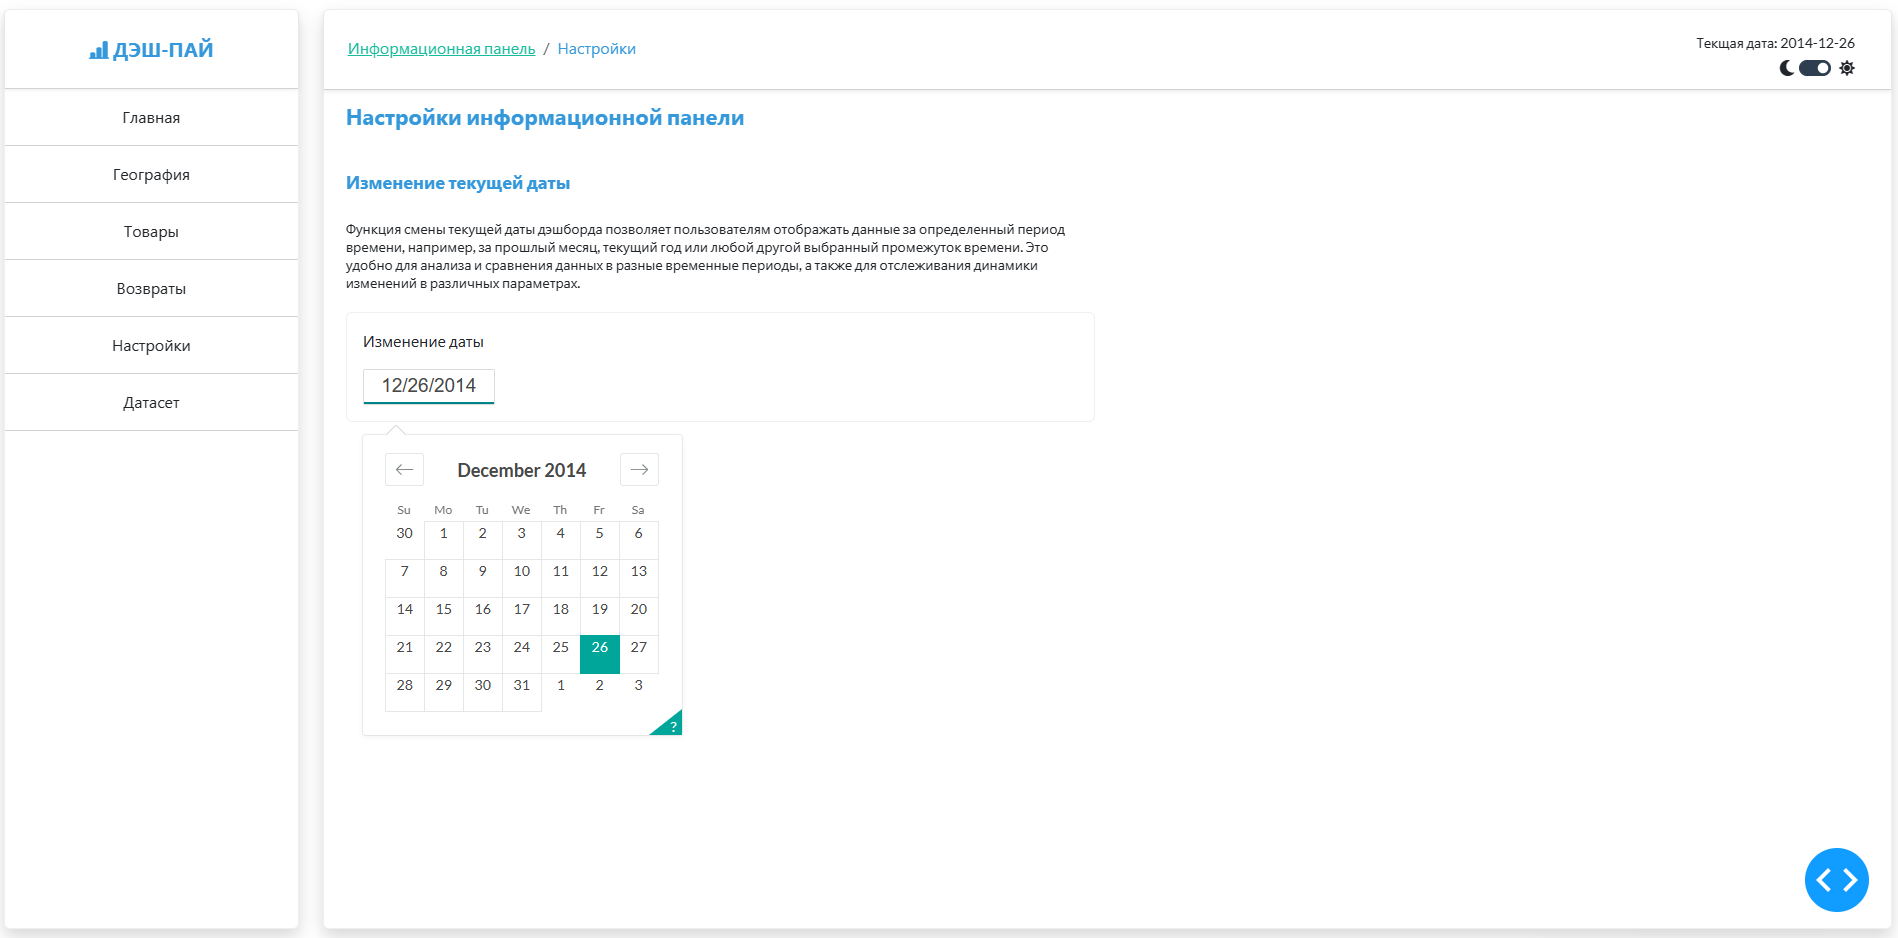 ДЭШ-ПАЙ
Главная
География
Товары
Возвраты
Настройки
Датасет
Информационная панель / Настройки
Текщая дата: 2014-12-26
Настройки информационной панели
Изменение текущей даты
Функция смены текущей даты дэшборда позволяет пользователям отображать данные за определенный период
времени, например, за прошлый месяц, текущий год или любой другой выбранный промежуток времени. Это
удобно для анализа и сравнения данных в разные временные периоды, а также для отслеживания динамики
изменений в различных параметрах.
Изменение даты
12/26/2014
December 2014
Su Mo Tu We Th Fr Sa
30 1 2 3 4 5 6
7 8 9 10 11 12 13
14 15 16 17 18 19 20
21 22 23 24 25 26 27
28 29 30 31 1 2 3
?